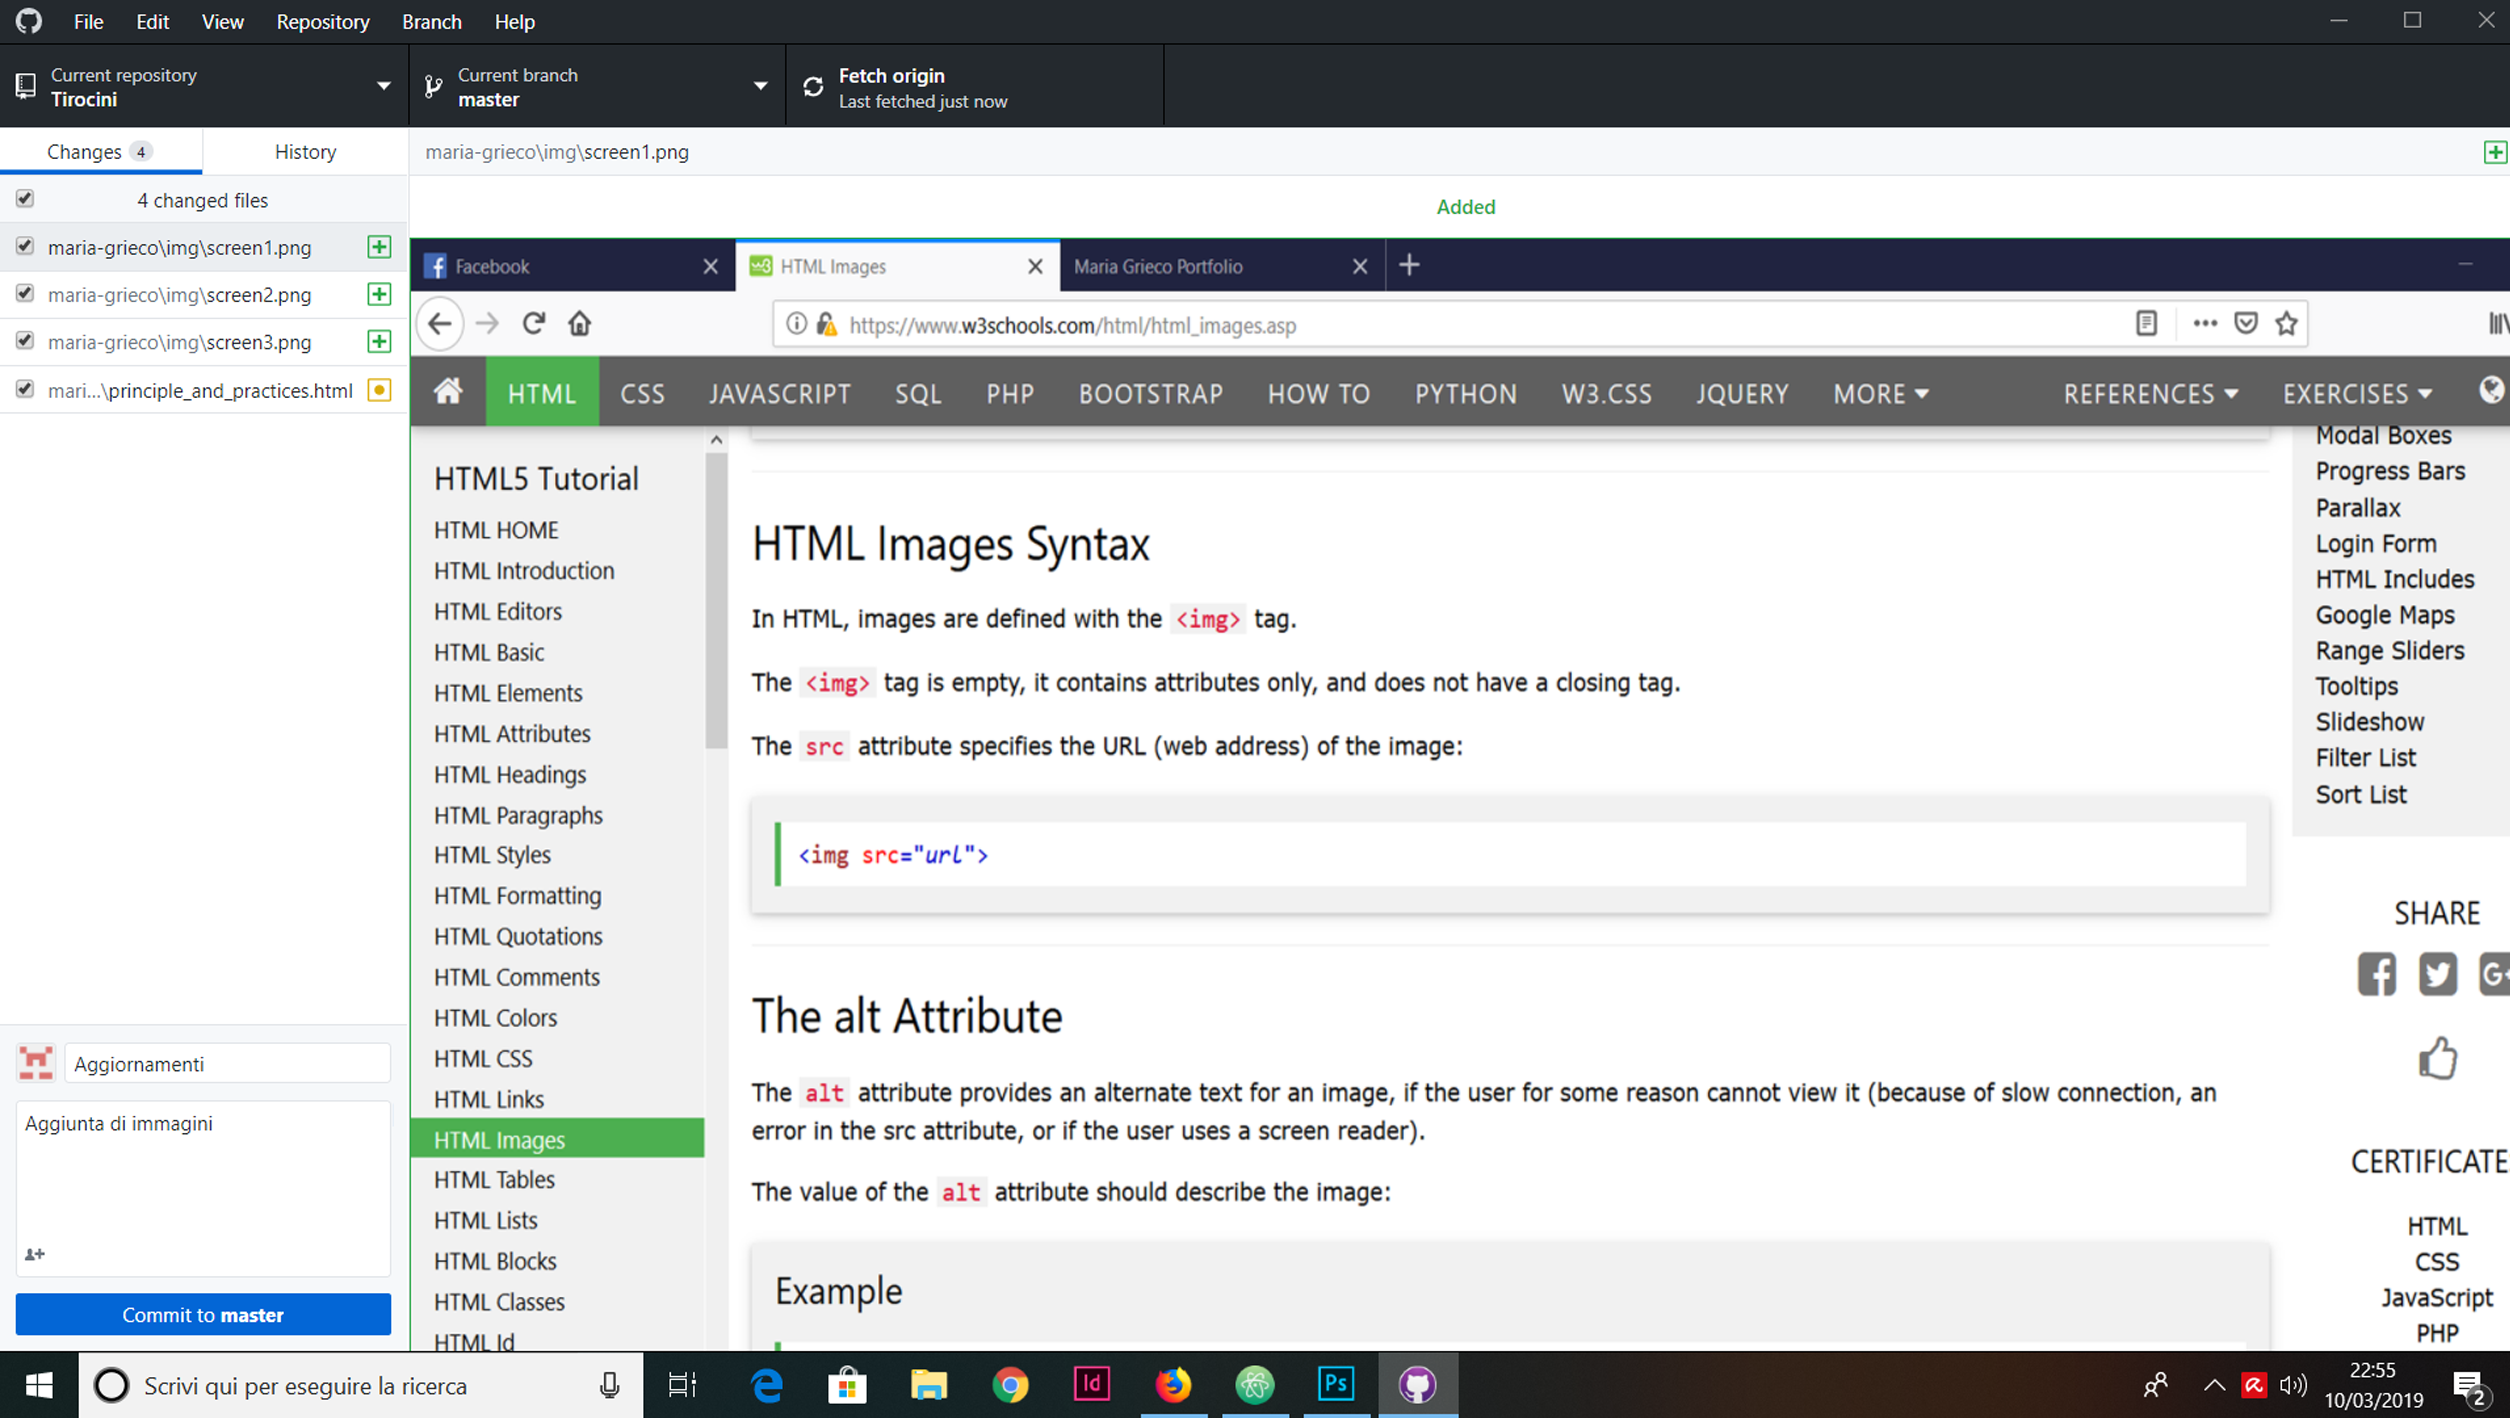 File Edit View Repository Branch Help
Current repository
Tirocini
Current branch
master
Fetch origin
Last fetched just now
Changes 4 History
maria-grieco\img\screen1.png
4 changed files
Added
maria-grieco\img\screen1.png
maria-grieco\img\screen2.png
maria-grieco\img\screen3.png
mari...\principle_and_practices.html
Aggiornamenti
Aggiunta di immagini
Commit to master
Facebook
HTML Images
Maria Grieco Portfolio
https://www.w3schools.com/html/html_images.asp
HTML CSS JAVASCRIPT SQL PHP BOOTSTRAP HOW TO PYTHON W3.CSS JQUERY MORE REFERENCES EXERCISES
HTML5 Tutorial
HTML HOME
HTML Introduction
HTML Editors
HTML Basic
HTML Elements
HTML Attributes
HTML Headings
HTML Paragraphs
HTML Styles
HTML Formatting
HTML Quotations
HTML Comments
HTML Colors
HTML CSS
HTML Links
HTML Images
HTML Tables
HTML Lists
HTML Blocks
HTML Classes
HTML Id
HTML Images Syntax
In HTML, images are defined with the <img> tag.
The <img> tag is empty, it contains attributes only, and does not have a closing tag.
The src attribute specifies the URL (web address) of the image:
<img src="url">
The alt Attribute
The alt attribute provides an alternate text for an image, if the user for some reason cannot view it (because of slow connection, an
error in the src attribute, or if the user uses a screen reader).
The value of the alt attribute should describe the image:
Example
Modal Boxes
Progress Bars
Parallax
Login Form
HTML Includes
Google Maps
Range Sliders
Tooltips
Slideshow
Filter List
Sort List
SHARE
CERTIFICATE
HTML
CSS
JavaScript
PHP
Scrivi qui per eseguire la ricerca
Id
Ps
22:55
10/03/2019
2